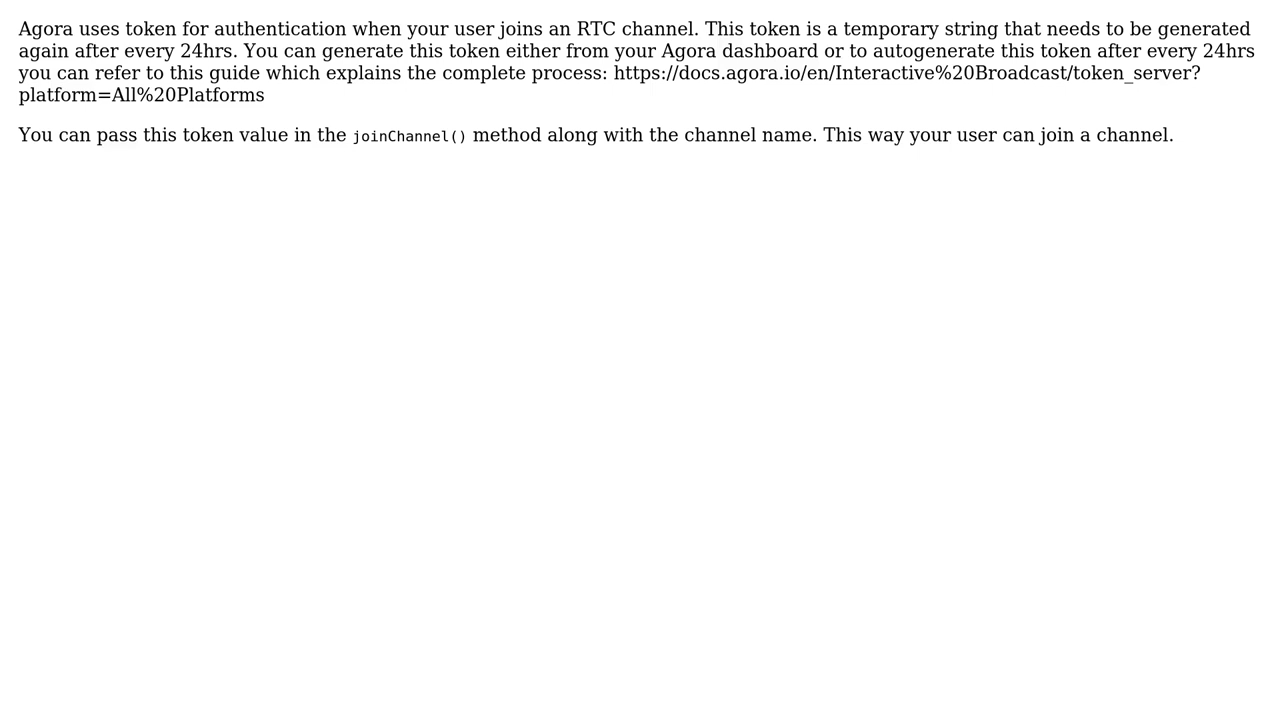 Agora uses token for authentication when your user joins an RTC channel. This token is a temporary string that needs to be generated
again after every 24hrs. You can generate this token either from your Agora dashboard or to autogenerate this token after every 24hrs
you can refer to this guide which explains the complete process: https://docs.agora.io/en/Interactive%20Broadcast/token_server?
platform=All%20Platforms
You can pass this token value in the joinChannel() method along with the channel name. This way your user can join a channel.